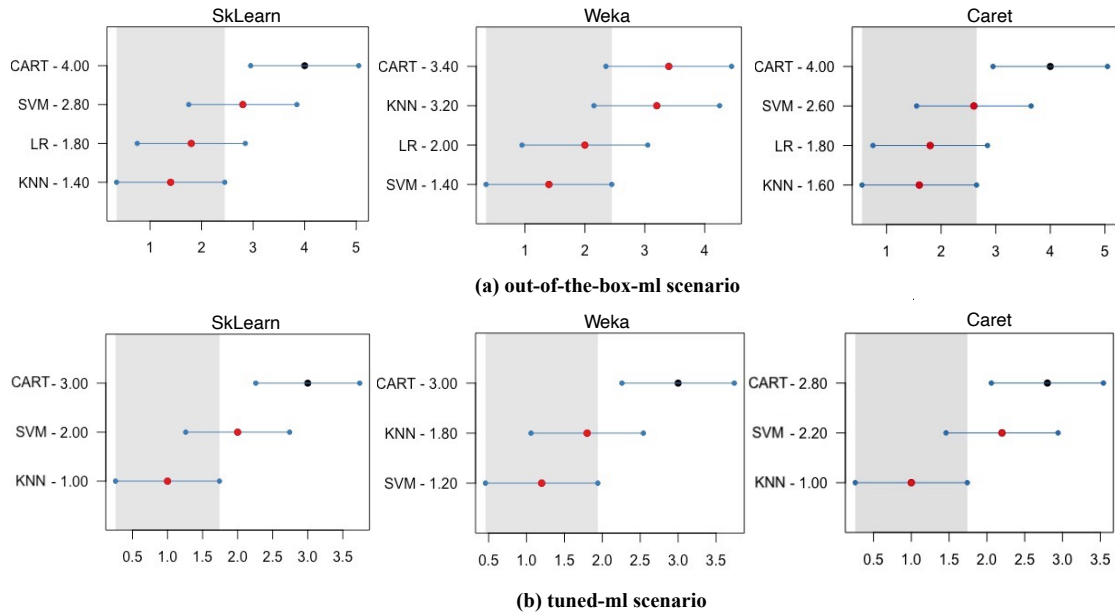 SkLearn
CART - 4.00
SVM - 2.80
LR - 1.80
KNN - 1.40
1 2 3 4 5
Weka
CART - 3.40
KNN - 3.20
LR - 2.00
SVM - 1.40
1 2 3 4
Caret
CART - 4.00
SVM - 2.60
LR - 1.80
KNN - 1.60
1 2 3 4 5
(a) out-of-the-box-ml scenario
SkLearn
CART - 3.00
SVM - 2.00
KNN - 1.00
0.5 1.0 1.5 2.0 2.5 3.0 3.5
Weka
CART - 3.00
KNN - 1.80
SVM - 1.20
0.5 1.0 1.5 2.0 2.5 3.0 3.5
Caret
CART - 2.80
SVM - 2.20
KNN - 1.00
0.5 1.0 1.5 2.0 2.5 3.0 3.5
(b) tuned-ml scenario